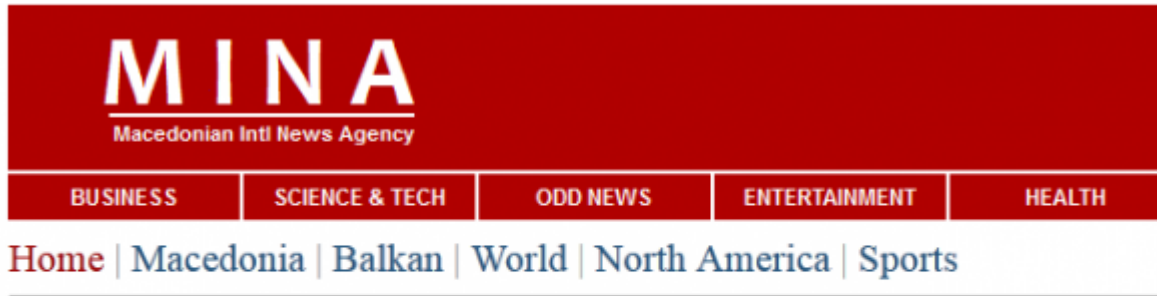 MINA
Macedonian Intl News Agency
BUSINESS SCIENCE & TECH ODD NEWS ENTERTAINMENT HEALTH
Home | Macedonia | Balkan | World | North America | Sports